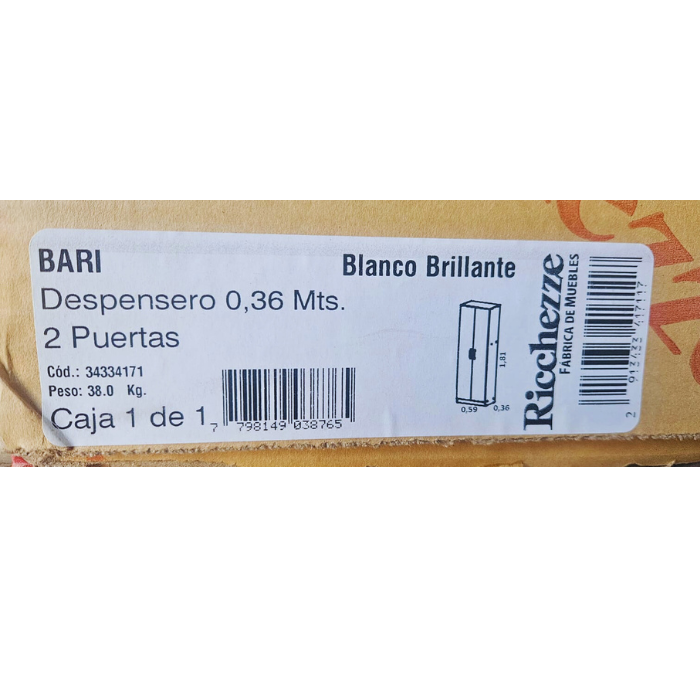 BARI
Blanco Brillante
Despensero 0,36 Mts.
2 Puertas
Cód.: 34334171
Peso: 38.0 Kg.
Caja 1 de 1
7 798149 038765
1,81
0,59
0,36
Ricchezze
FABRICA DE MUEBLES